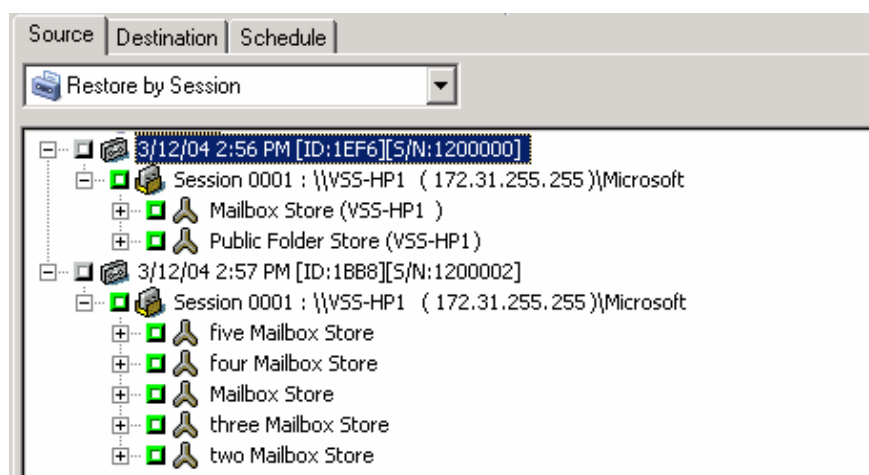 Source Destination Schedule
Restore by Session
3/12/04 2:56 PM [ID:1EF6][S/N:1200000]
Session 0001 : \\VSS-HP1 ( 172.31.255.255 )\Microsoft
Mailbox Store (VSS-HP1 )
Public Folder Store (VSS-HP1)
3/12/04 2:57 PM [ID:1BB8][S/N:1200002]
Session 0001 : \\VSS-HP1 ( 172.31.255.255 )\Microsoft
five Mailbox Store
four Mailbox Store
Mailbox Store
three Mailbox Store
two Mailbox Store